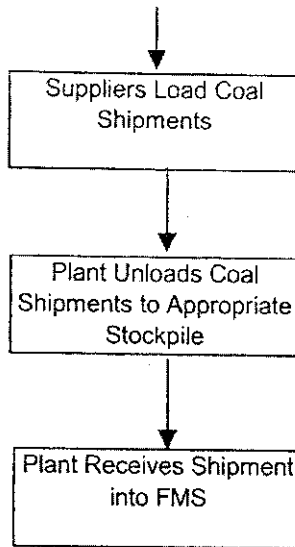 Suppliers Load Coal
Shipments
Plant Unloads Coal
Shipments to Appropriate
Stockpile
Plant Receives Shipment
into FMS